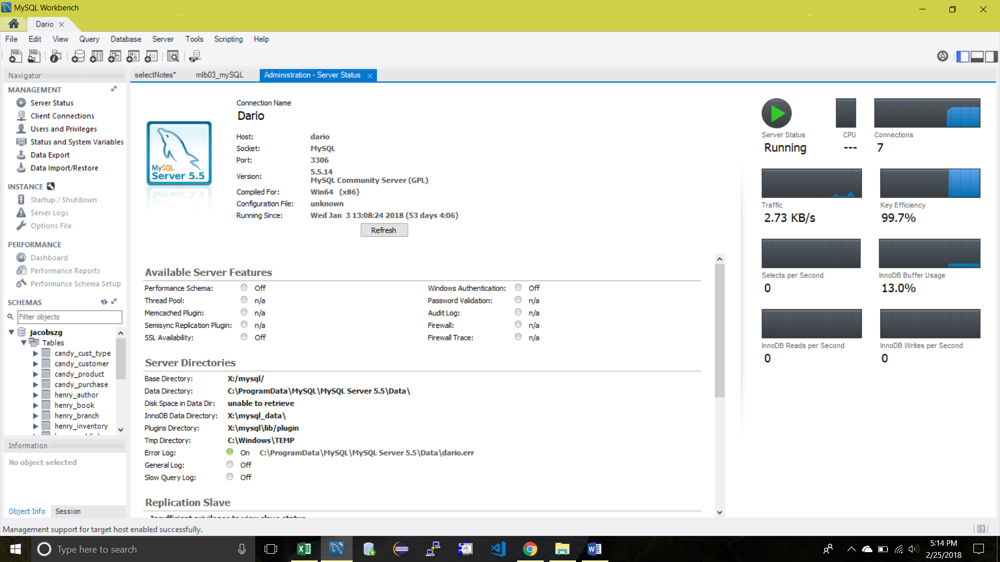 MySQL Workbench
Dario
File Edit View Query Database Server Tools Scripting Help
Navigator
selectNotes* mlb03_mySQL Administration - Server Status
MANAGEMENT
Server Status
Client Connections
Users and Privileges
Status and System Variables
Data Export
Data Import/Restore
INSTANCE
Startup / Shutdown
Server Logs
Options File
PERFORMANCE
Dashboard
Performance Reports
Performance Schema Setup
SCHEMAS
Filter objects
jacobszg
Tables
candy_cust_type
candy_customer
candy_product
candy_purchase
henry_author
henry_book
henry_branch
henry_inventory
Information
No object selected
Object Info Session
MySQL
Server 5.5
Connection Name
Dario
Host: dario
Socket: MySQL
Port: 3306
Version: 5.5.14
MySQL Community Server (GPL)
Compiled For: Win64 (x86)
Configuration File: unknown
Running Since: Wed Jan 3 13:08:24 2018 (53 days 4:06)
Refresh
Available Server Features
Performance Schema: Off Windows Authentication: Off
Thread Pool: n/a Password Validation: n/a
Memcached Plugin: n/a Audit Log: n/a
Semisync Replication Plugin: n/a Firewall: n/a
SSL Availability: Off Firewall Trace: n/a
Server Directories
Base Directory: X:/mysql/
Data Directory: C:\ProgramData\MySQL\MySQL Server 5.5\Data\
Disk Space in Data Dir: unable to retrieve
InnoDB Data Directory: X:\mysql_data\
Plugins Directory: X:\mysql\lib/plugin
Tmp Directory: C:\Windows\TEMP
Error Log: On C:\ProgramData\MySQL\MySQL Server 5.5\Data\dario.err
General Log: Off
Slow Query Log: Off
Replication Slave
Insufficient privilege to view slave status
Server Status CPU Connections
Running --- 7
Traffic Key Efficiency
2.73 KB/s 99.7%
Selects per Second InnoDB Buffer Usage
0 13.0%
InnoDB Reads per Second InnoDB Writes per Second
0 0
Management support for target host enabled successfully.
Type here to search
5:14 PM
2/25/2018